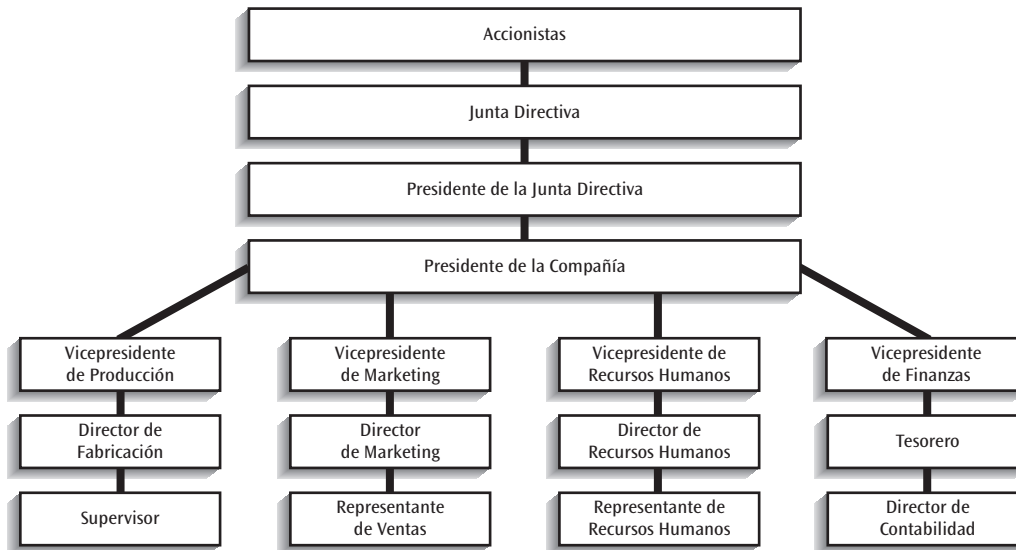 Accionistas
Junta Directiva
Presidente de la Junta Directiva
Presidente de la Compañía
Vicepresidente
de Producción
Vicepresidente
de Marketing
Vicepresidente de
Recursos Humanos
Vicepresidente
de Finanzas
Director de
Fabricación
Director
de Marketing
Director de
Recursos Humanos
Tesorero
Supervisor
Representante
de Ventas
Representante de
Recursos Humanos
Director de
Contabilidad